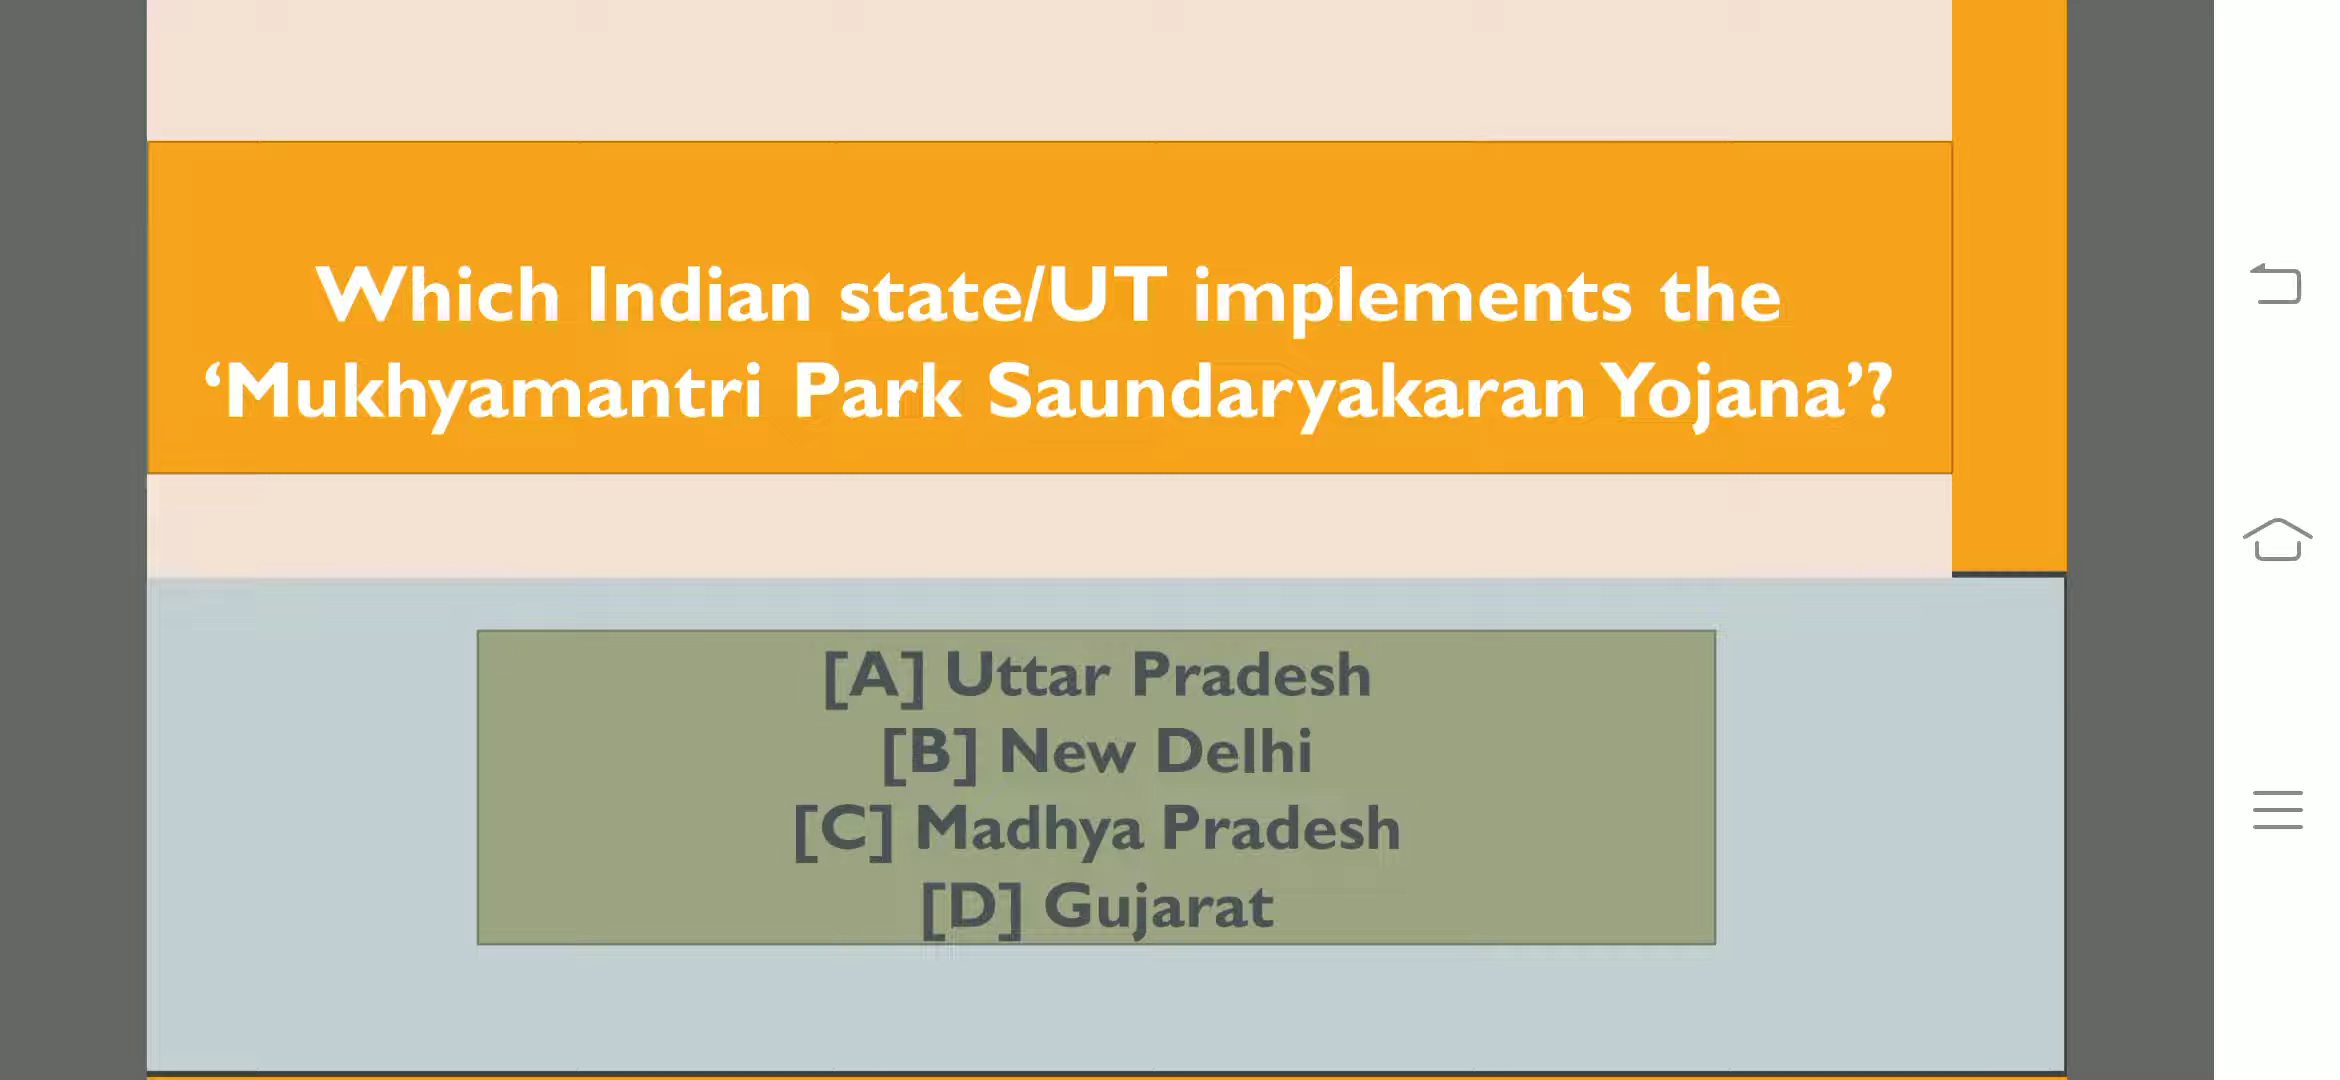 Which Indian state/UT implements the
‘Mukhyamantri Park Saundaryakaran Yojana’?
[A] Uttar Pradesh
[B] New Delhi
[C] Madhya Pradesh
[D] Gujarat